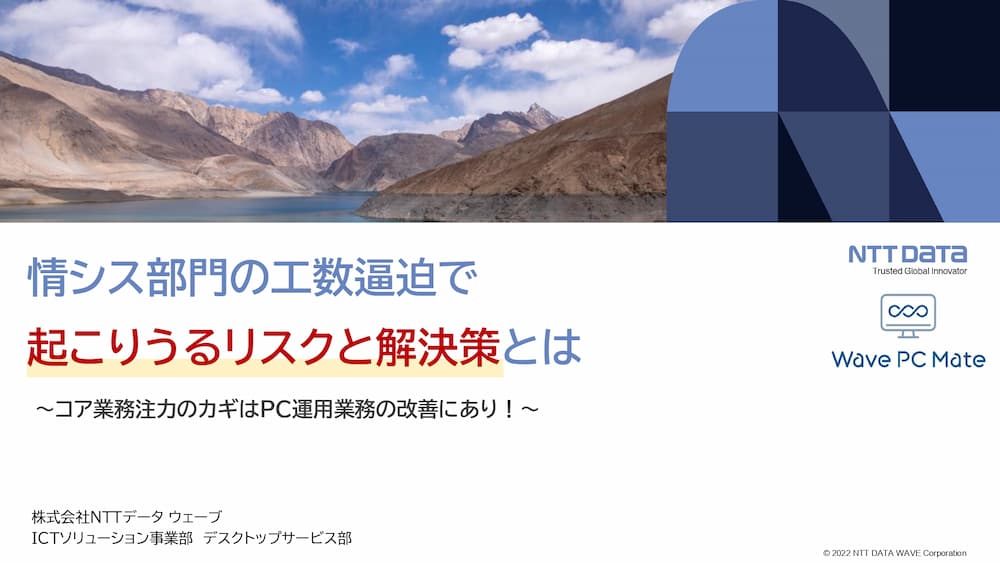 情シス部門の工数逼迫で
起こりうるリスクと解決策とは
～コア業務注力のカギはPC運用業務の改善にあり！～
NTT DATA
Trusted Global Innovator
Wave PC Mate
株式会社NTTデータ ウェーブ
ICTソリューション事業部 デスクトップサービス部
© 2022 NTT DATA WAVE Corporation